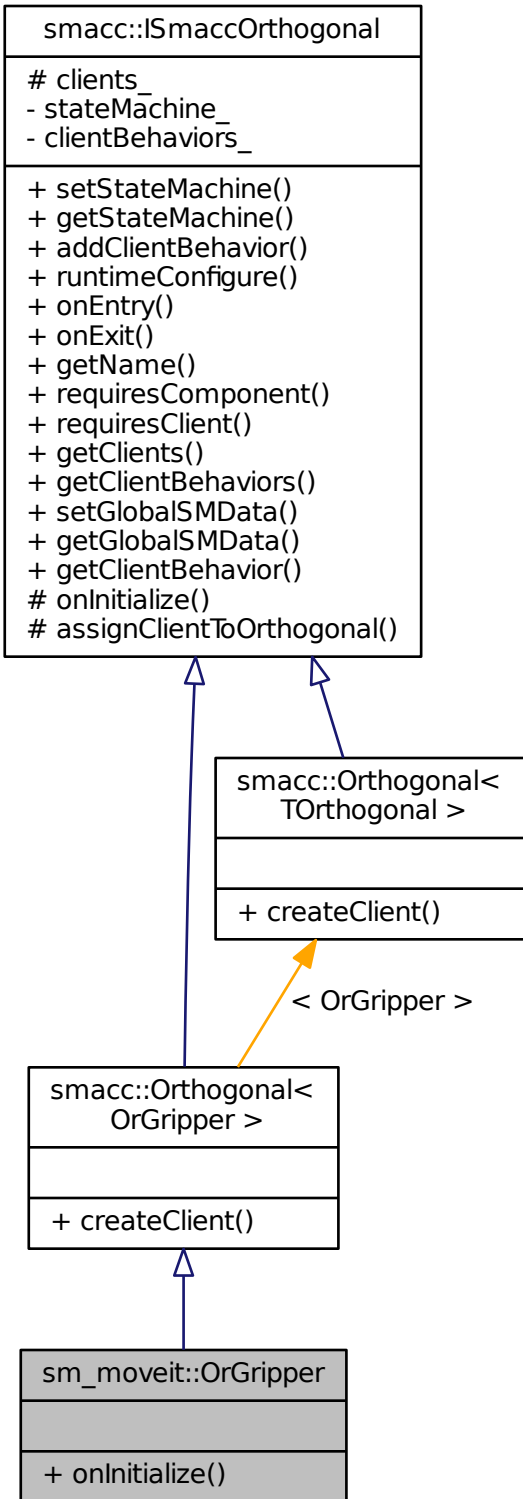 smacc::ISmaccOrthogonal
# clients_
- stateMachine_
- clientBehaviors_
+ setStateMachine()
+ getStateMachine()
+ addClientBehavior()
+ runtimeConfigure()
+ onEntry()
+ onExit()
+ getName()
+ requiresComponent()
+ requiresClient()
+ getClients()
+ getClientBehaviors()
+ setGlobalSMData()
+ getGlobalSMData()
+ getClientBehavior()
# onInitialize()
# assignClientToOrthogonal()
smacc::Orthogonal<
TOrthogonal >
+ createClient()
< OrGripper >
smacc::Orthogonal<
OrGripper >
+ createClient()
sm_moveit::OrGripper
+ onInitialize()